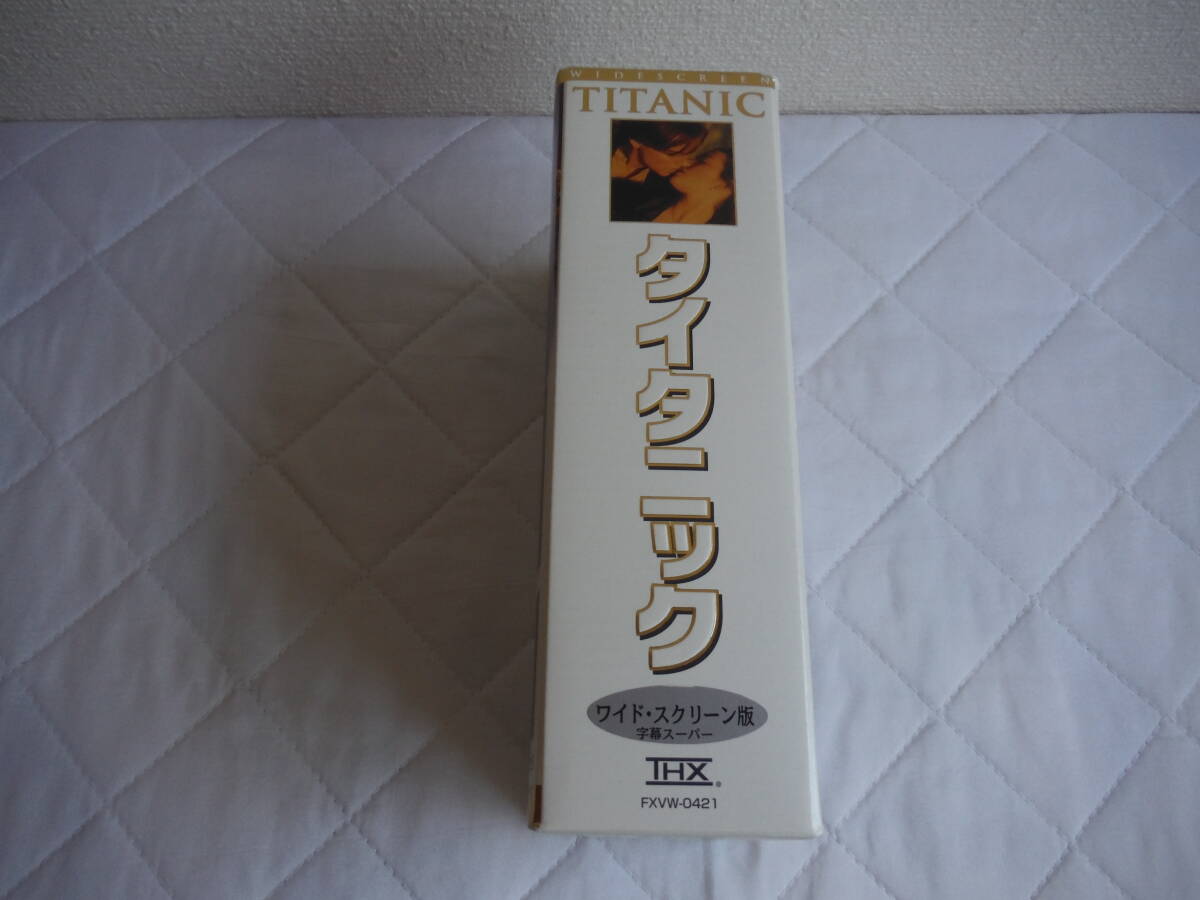 WIDESCREEN
TITANIC
タイタニック
ワイド・スクリーン版
字幕スーパー
THX®
FXVW-0421